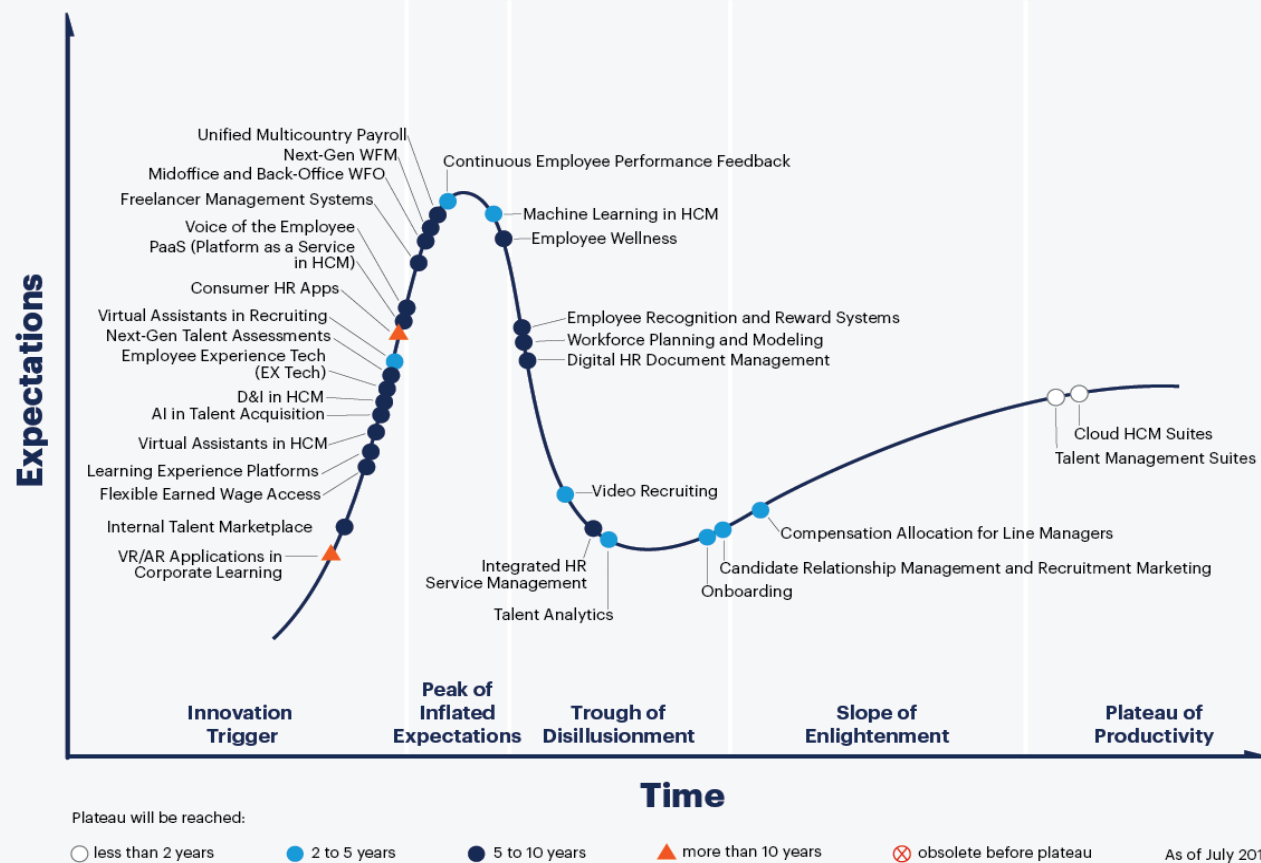 Unified Multicountry Payroll
Next-Gen WFM
Midoffice and Back-Office WFO
Freelancer Management Systems
Voice of the Employee
PaaS (Platform as a Service
in HCM)
Consumer HR Apps
Virtual Assistants in Recruiting
Next-Gen Talent Assessments
Employee Experience Tech
(EX Tech)
D&I in HCM
AI in Talent Acquisition
Virtual Assistants in HCM
Learning Experience Platforms
Flexible Earned Wage Access
Internal Talent Marketplace
VR/AR Applications in
Corporate Learning
Continuous Employee Performance Feedback
Machine Learning in HCM
Employee Wellness
Employee Recognition and Reward Systems
Workforce Planning and Modeling
Digital HR Document Management
Video Recruiting
Integrated HR
Service Management
Talent Analytics
Onboarding
Candidate Relationship Management and Recruitment Marketing
Compensation Allocation for Line Managers
Cloud HCM Suites
Talent Management Suites
Expectations
Innovation
Trigger
Peak of
Inflated
Expectations
Trough of
Disillusionment
Slope of
Enlightenment
Plateau of
Productivity
Time
Plateau will be reached:
less than 2 years
2 to 5 years
5 to 10 years
more than 10 years
obsolete before plateau
As of July